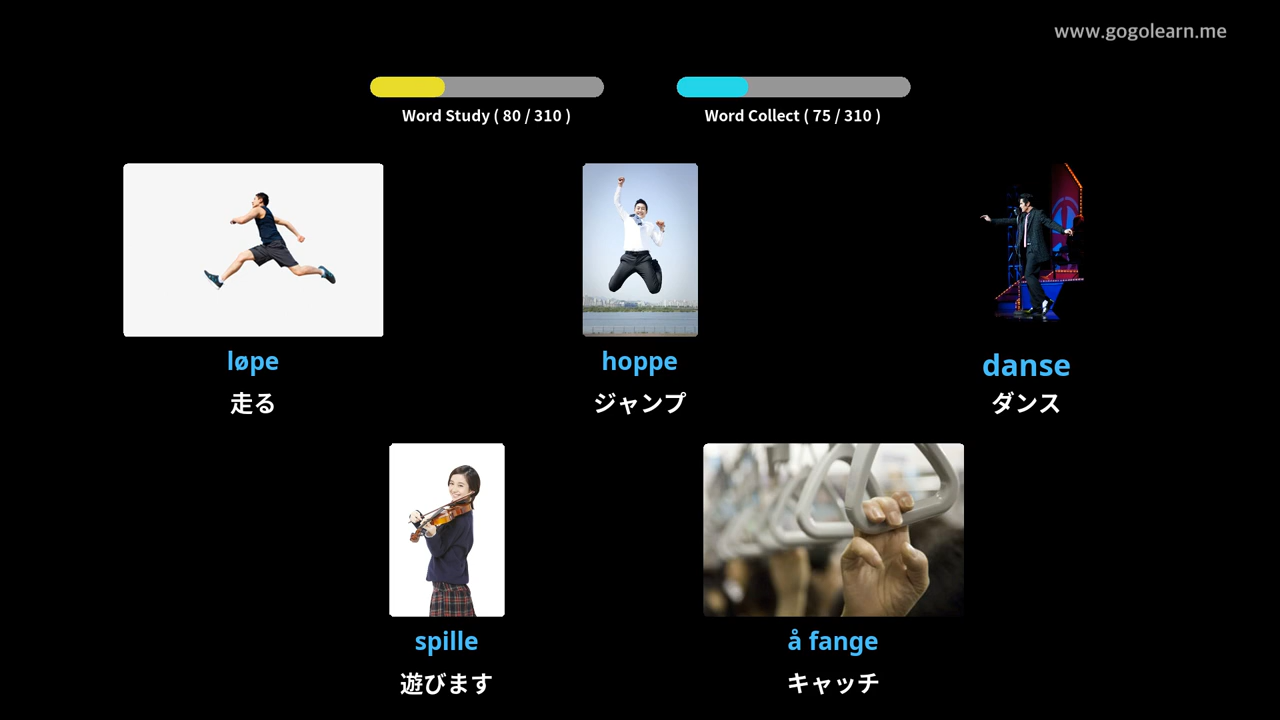 www.gogolearn.me
Word Study ( 80 / 310 )
Word Collect ( 75 / 310 )
løpe
走る
hoppe
ジャンプ
danse
ダンス
spille
遊びます
å fange
キャッチ